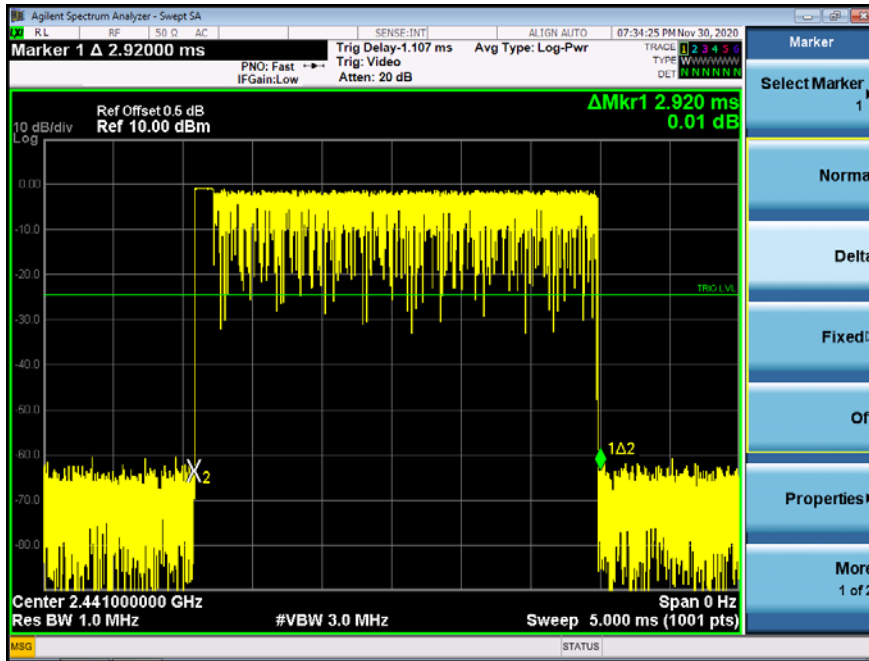 Agilent Spectrum Analyzer - Swept SA
LXI RL RF 50 Ω AC SENSE:INT ALIGN AUTO 07:34:25 PM Nov 30, 2020
Marker 1 Δ 2.92000 ms
PNO: Fast
IFGain:Low
Trig Delay-1.107 ms
Trig: Video
Atten: 20 dB
Avg Type: Log-Pwr
TRACE 1 2 3 4 5 6
TYPE WWWWWW
DET N N N N N N
ΔMkr1 2.920 ms
0.01 dB
Ref Offset 0.5 dB
10 dB/div Ref 10.00 dBm
Log
0.00
-10.0
-20.0
TRIG LVL
-30.0
-40.0
-50.0
-60.0
1Δ2
X2
-70.0
-80.0
Center 2.441000000 GHz Span 0 Hz
Res BW 1.0 MHz #VBW 3.0 MHz Sweep 5.000 ms (1001 pts)
MSG STATUS
Marker
Select Marker
1
Norma
Delta
Fixed
Of
Properties
More
1 of 2